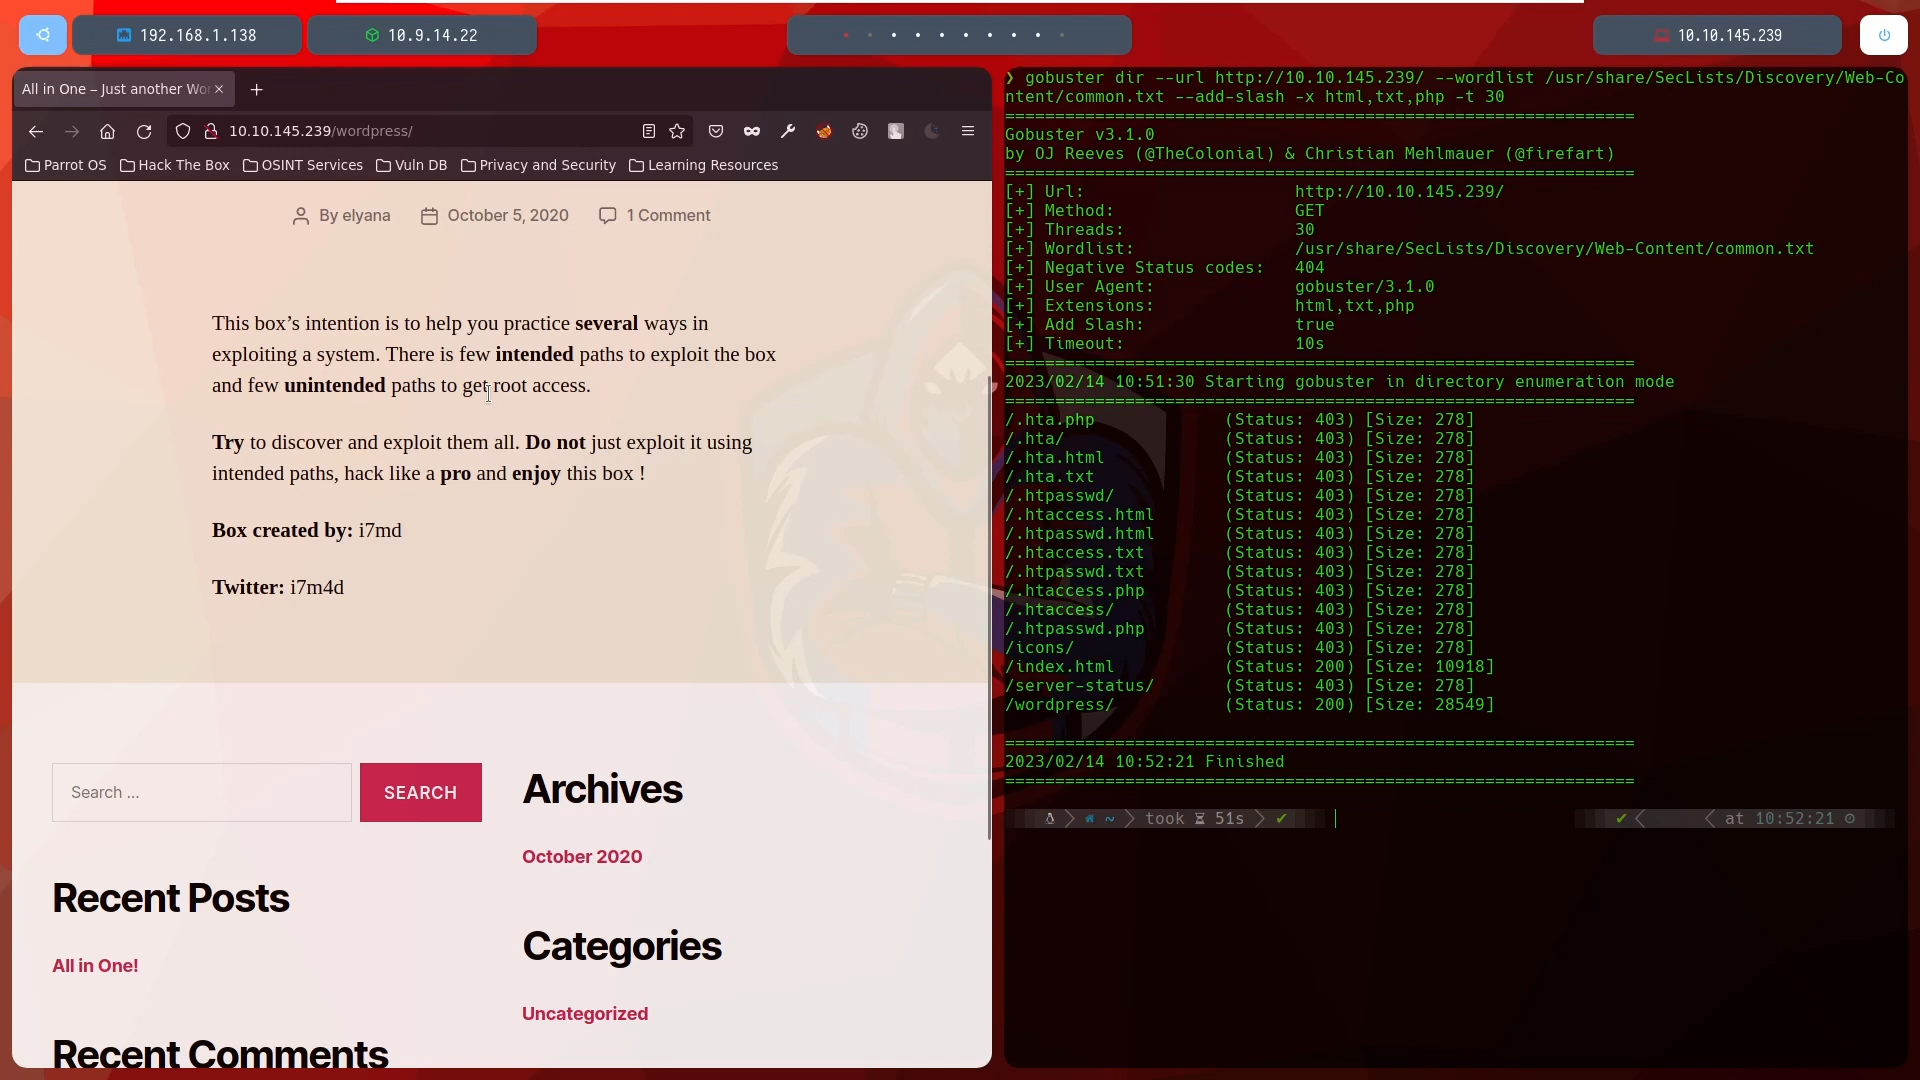 192.168.1.138
10.9.14.22
10.10.145.239
All in One – Just another Wor
10.10.145.239/wordpress/
Parrot OS
Hack The Box
OSINT Services
Vuln DB
Privacy and Security
Learning Resources
By elyana
October 5, 2020
1 Comment
This box’s intention is to help you practice several ways in
exploiting a system. There is few intended paths to exploit the box
and few unintended paths to get root access.
Try to discover and exploit them all. Do not just exploit it using
intended paths, hack like a pro and enjoy this box !
Box created by: i7md
Twitter: i7m4d
Search ...
SEARCH
Recent Posts
All in One!
Recent Comments
Archives
October 2020
Categories
Uncategorized
❯ gobuster dir --url http://10.10.145.239/ --wordlist /usr/share/SecLists/Discovery/Web-Co
ntent/common.txt --add-slash -x html,txt,php -t 30
===============================================================
Gobuster v3.1.0
by OJ Reeves (@TheColonial) & Christian Mehlmauer (@firefart)
===============================================================
[+] Url:                     http://10.10.145.239/
[+] Method:                  GET
[+] Threads:                 30
[+] Wordlist:                /usr/share/SecLists/Discovery/Web-Content/common.txt
[+] Negative Status codes:   404
[+] User Agent:              gobuster/3.1.0
[+] Extensions:              html,txt,php
[+] Add Slash:               true
[+] Timeout:                 10s
===============================================================
2023/02/14 10:51:30 Starting gobuster in directory enumeration mode
===============================================================
/.hta.php             (Status: 403) [Size: 278]
/.hta/                (Status: 403) [Size: 278]
/.hta.html            (Status: 403) [Size: 278]
/.hta.txt             (Status: 403) [Size: 278]
/.htpasswd/           (Status: 403) [Size: 278]
/.htaccess.html       (Status: 403) [Size: 278]
/.htpasswd.html       (Status: 403) [Size: 278]
/.htaccess.txt        (Status: 403) [Size: 278]
/.htpasswd.txt        (Status: 403) [Size: 278]
/.htaccess.php        (Status: 403) [Size: 278]
/.htaccess/           (Status: 403) [Size: 278]
/.htpasswd.php        (Status: 403) [Size: 278]
/icons/               (Status: 403) [Size: 278]
/index.html           (Status: 200) [Size: 10918]
/server-status/       (Status: 403) [Size: 278]
/wordpress/           (Status: 200) [Size: 28549]
===============================================================
2023/02/14 10:52:21 Finished
===============================================================
~ took 51s ✔
✔ at 10:52:21